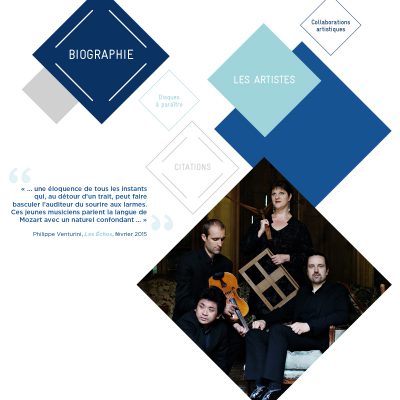 Collaborations
artistiques
BIOGRAPHIE
LES ARTISTES
Disques
à paraître
CITATIONS
“
« ... une éloquence de tous les instants
qui, au détour d'un trait, peut faire
basculer l'auditeur du sourire aux larmes.
Ces jeunes musiciens parlent la langue de
Mozart avec un naturel confondant ... »
”
Philippe Venturini, Les Échos, février 2015